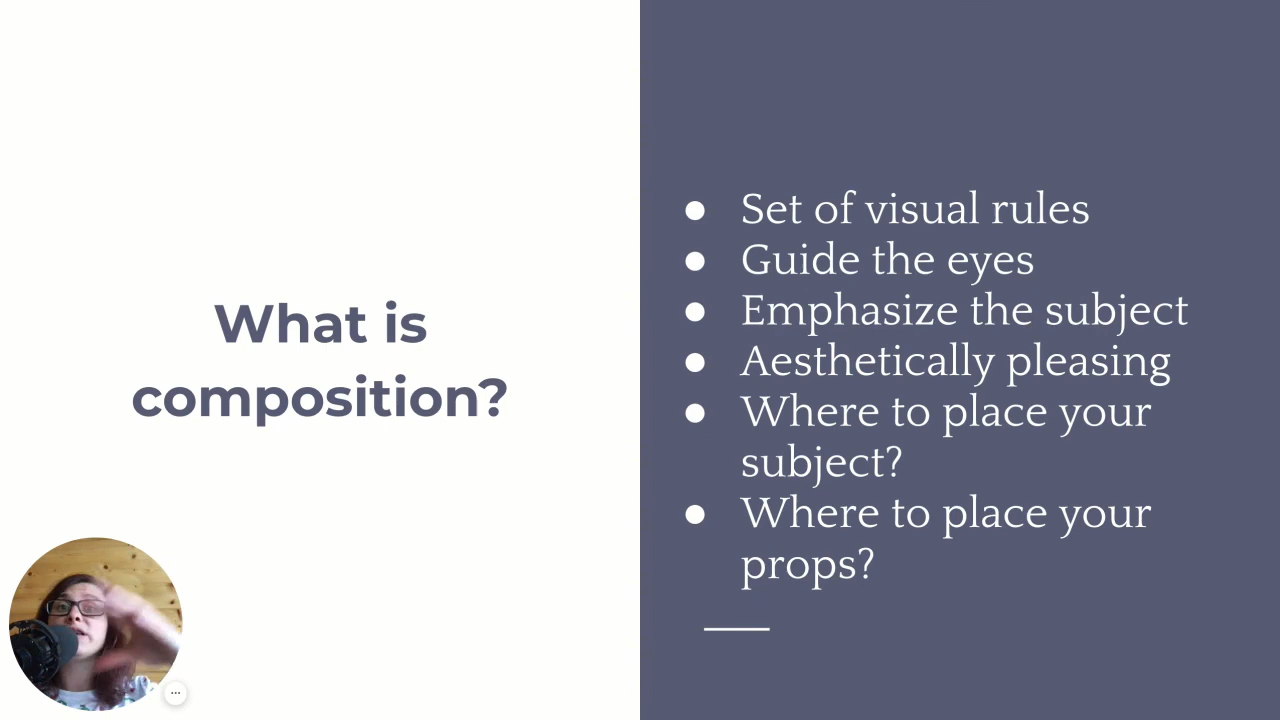 What is
composition?
● Set of visual rules
● Guide the eyes
● Emphasize the subject
● Aesthetically pleasing
● Where to place your
subject?
● Where to place your
props?